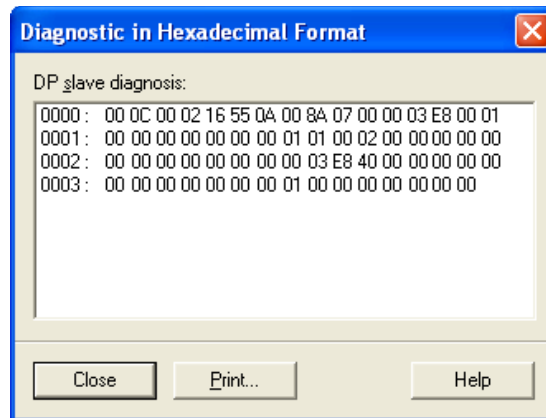 Diagnostic in Hexadecimal Format
DP slave diagnosis:
0000 : 00 0C 00 02 16 55 0A 00 8A 07 00 00 03 E8 00 01
0001 : 00 00 00 00 00 00 00 01 01 00 02 00 00 00 00 00
0002 : 00 00 00 00 00 00 00 00 03 E8 40 00 00 00 00 00
0003 : 00 00 00 00 00 00 00 01 00 00 00 00 00 00 00
Close Print... Help